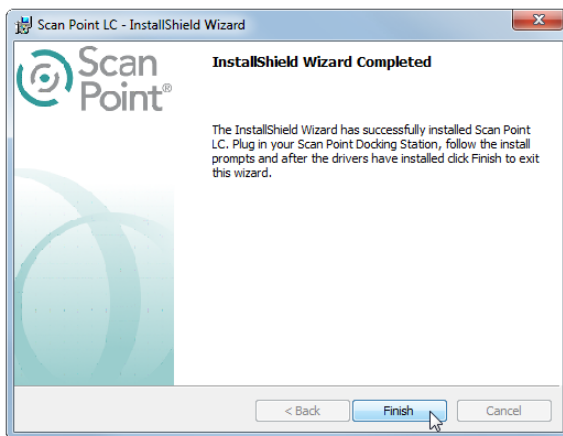 Scan Point LC - InstallShield Wizard
Scan
Point®
InstallShield Wizard Completed
The InstallShield Wizard has successfully installed Scan Point
LC. Plug in your Scan Point Docking Station, follow the install
prompts and after the drivers have installed click Finish to exit
this wizard.
< Back
Finish
Cancel